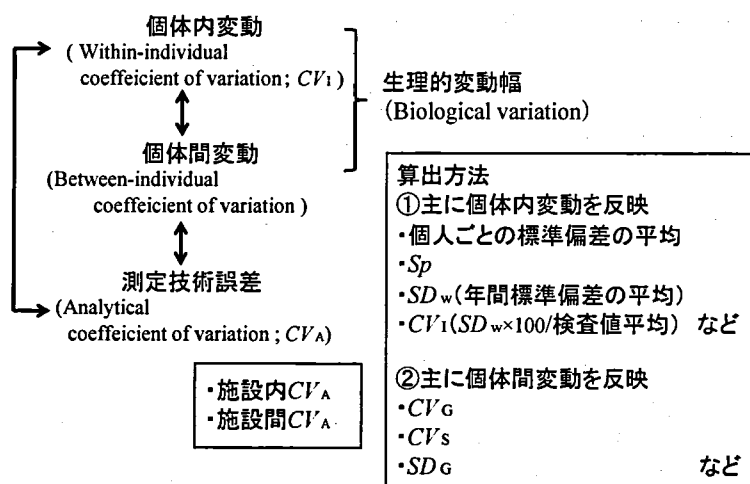 個体内変動
( Within-individual
coeffeicient of variation; CVI )
生理的変動幅
(Biological variation)
個体間変動
(Between-individual
coeffeicient of variation )
測定技術誤差
(Analytical
coeffeicient of variation ; CVA)
・施設内CVA
・施設間CVA
算出方法
①主に個体内変動を反映
・個人ごとの標準偏差の平均
・Sp
・SDw(年間標準偏差の平均)
・CVI(SDw×100/検査値平均) など
②主に個体間変動を反映
・CVG
・CVS
・SDG など